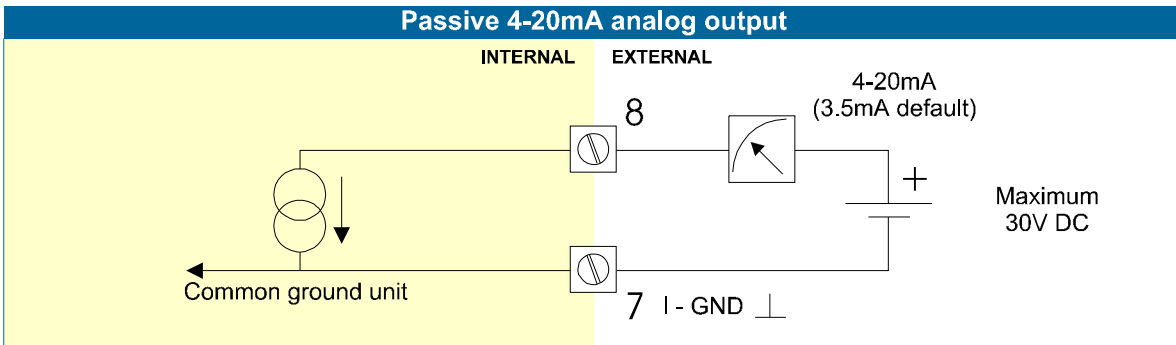 Passive 4-20mA analog output
INTERNAL
EXTERNAL
8
4-20mA
(3.5mA default)
+
Maximum
30V DC
Common ground unit
7 I - GND ⊥